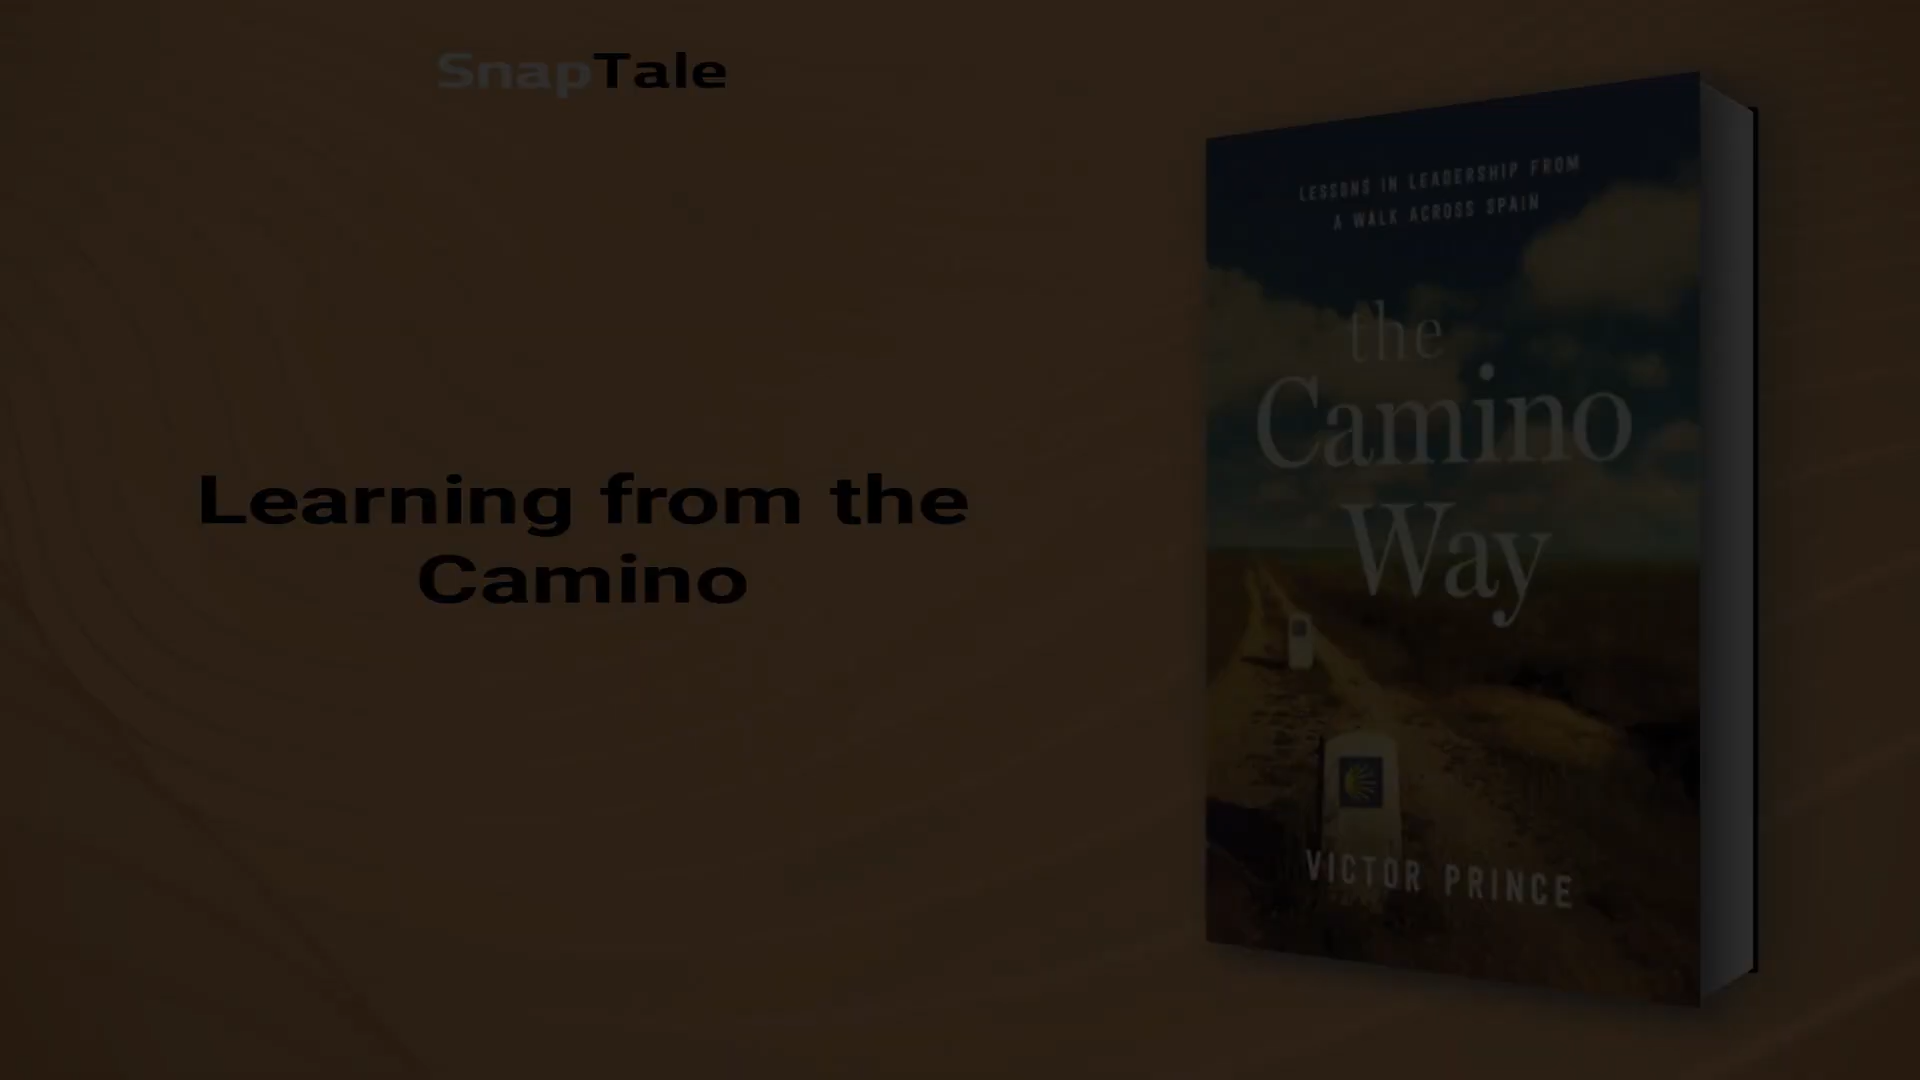 SnapTale
Learning from the
Camino
LESSONS IN LEADERSHIP FROM
A WALK ACROSS SPAIN
the
Camino
Way
VICTOR PRINCE